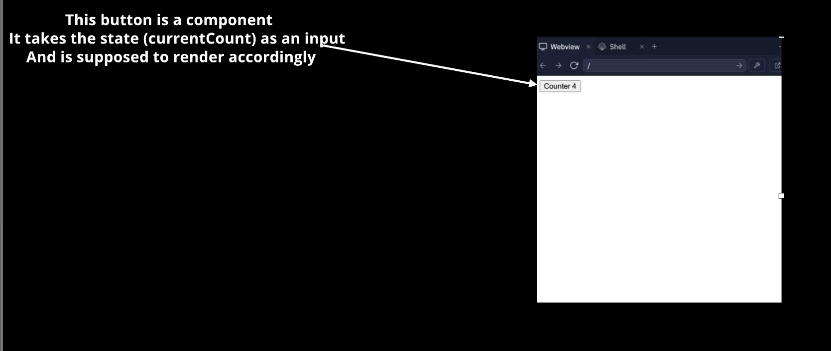 This button is a component
It takes the state (currentCount) as an input
And is supposed to render accordingly
Webview × Shell × +
/
Counter 4